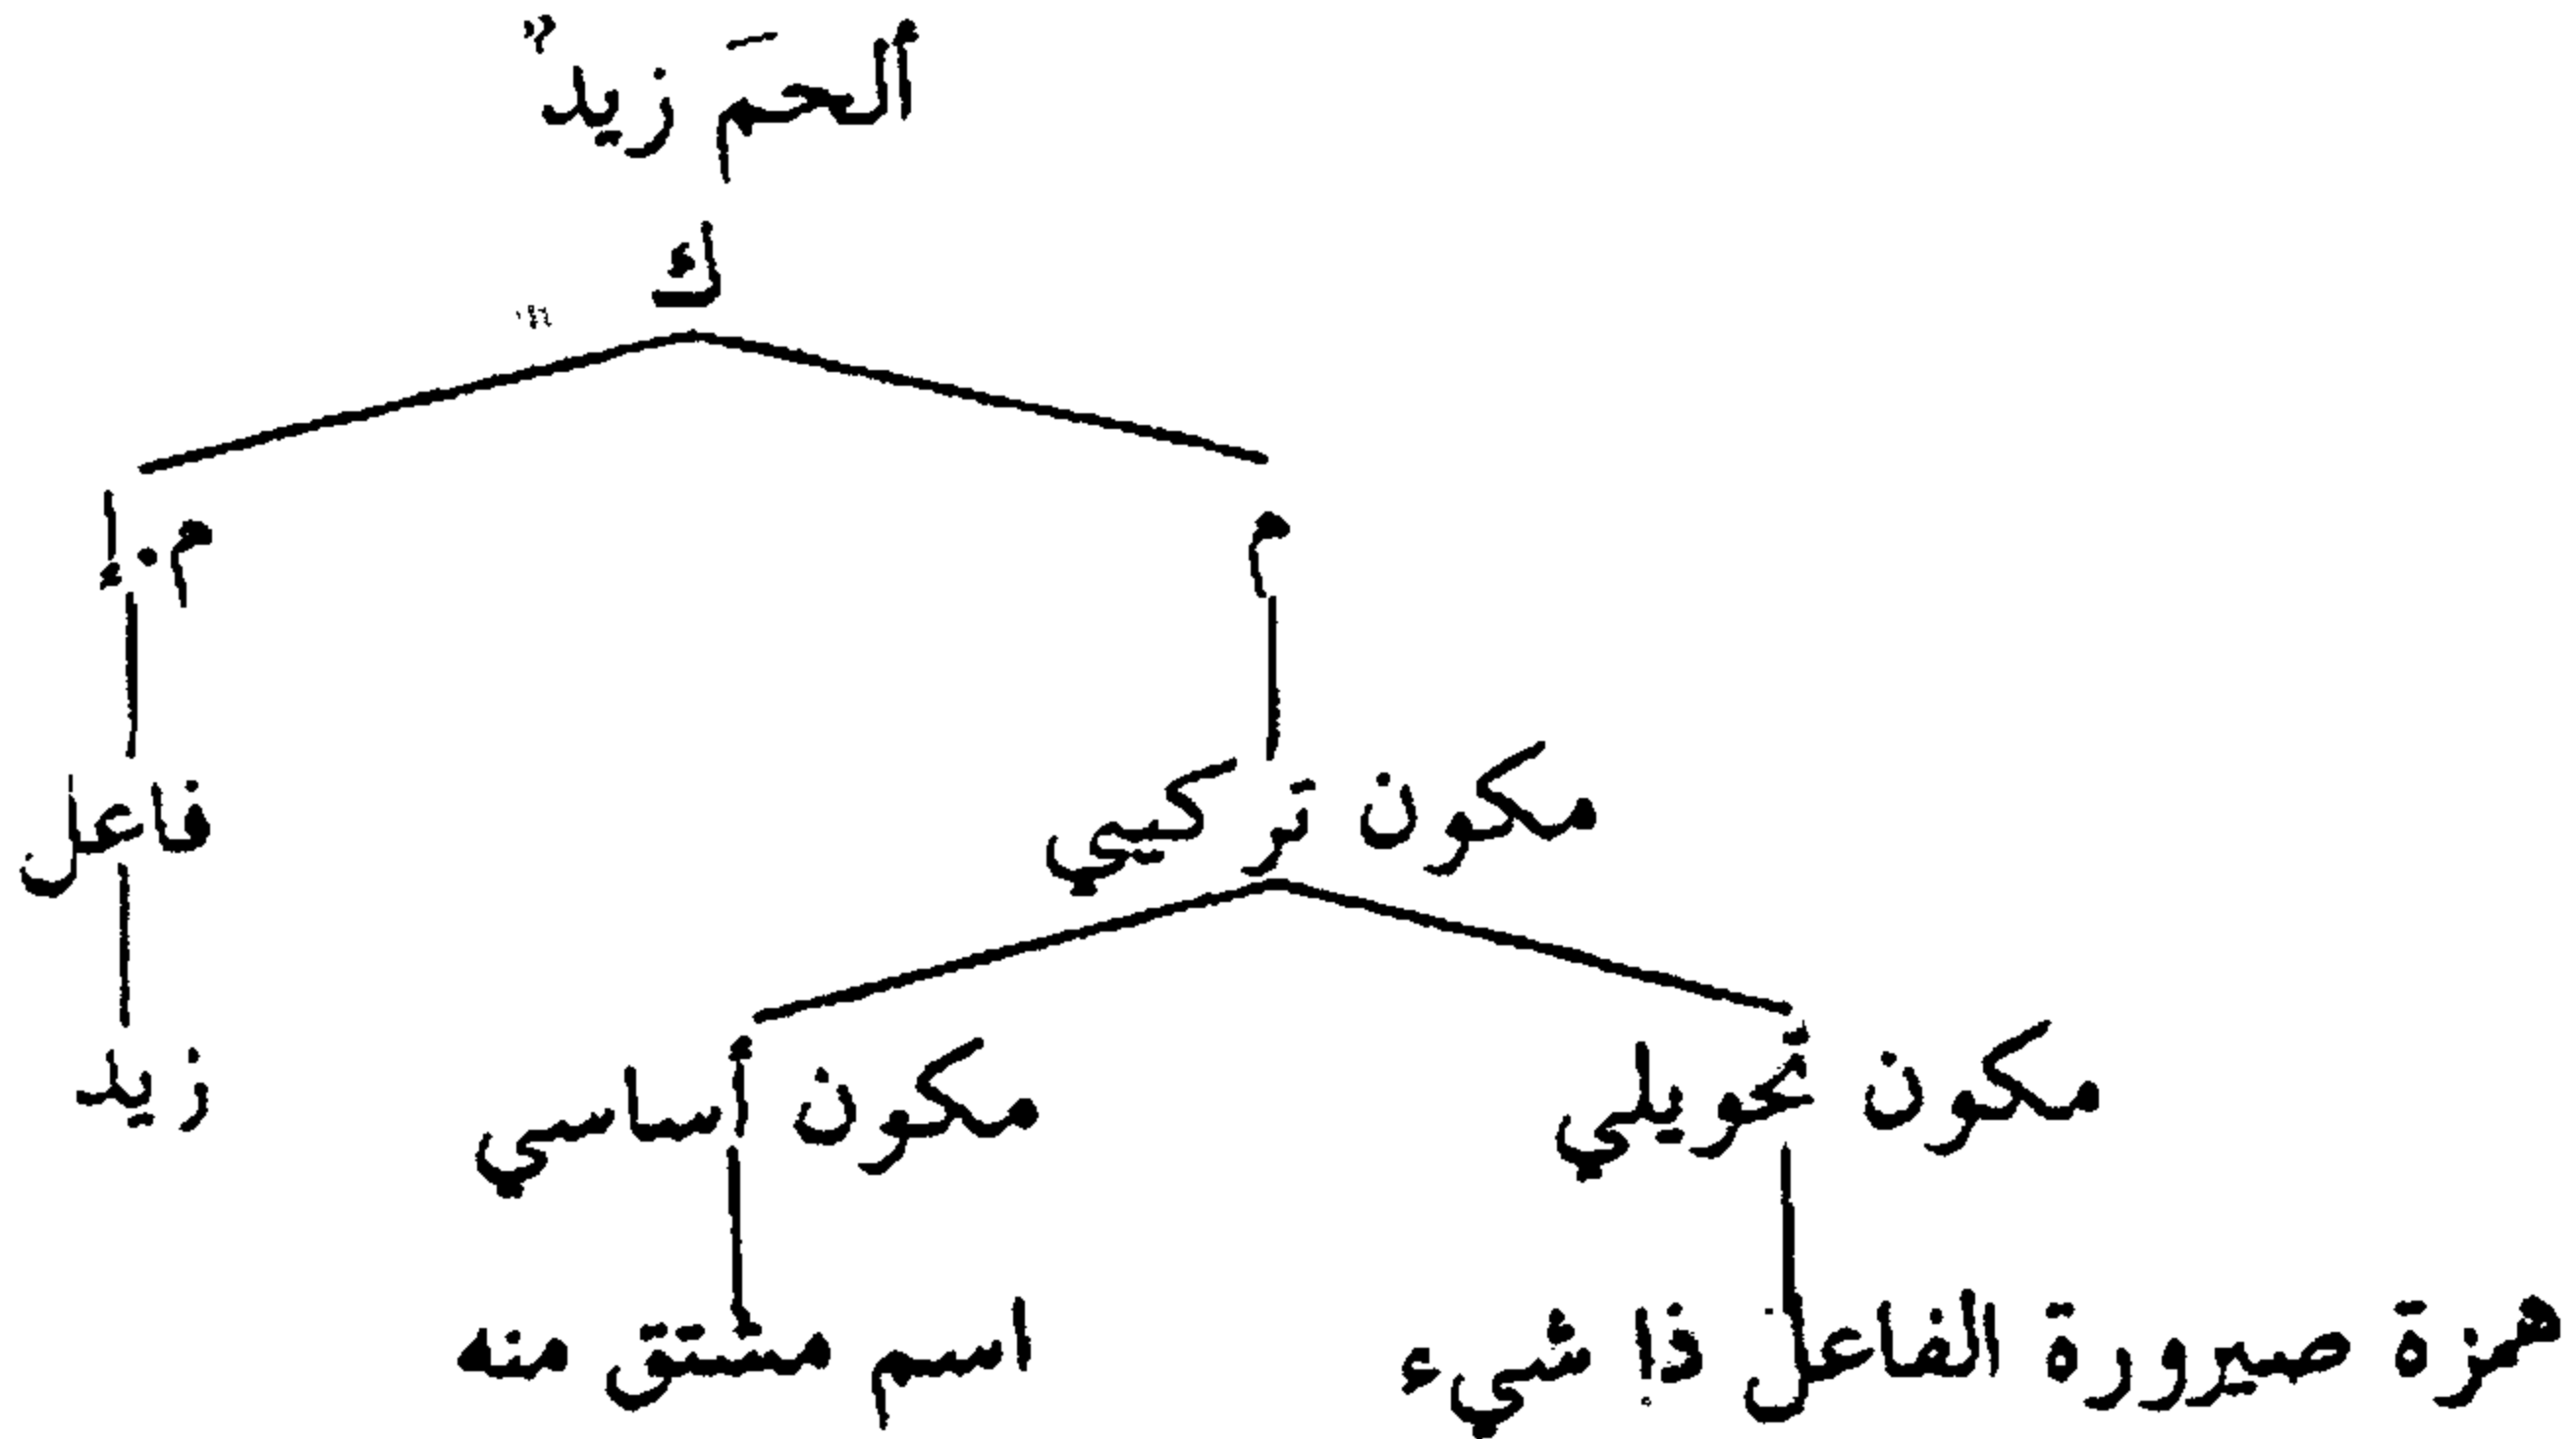 ألحمَ زيدٌ
ك
م م.إ
مكون تركيبي فاعل
مكون تحويلي مكون أساسي زيد
همزة صيرورة الفاعل ذا شيء اسم مشتق منه